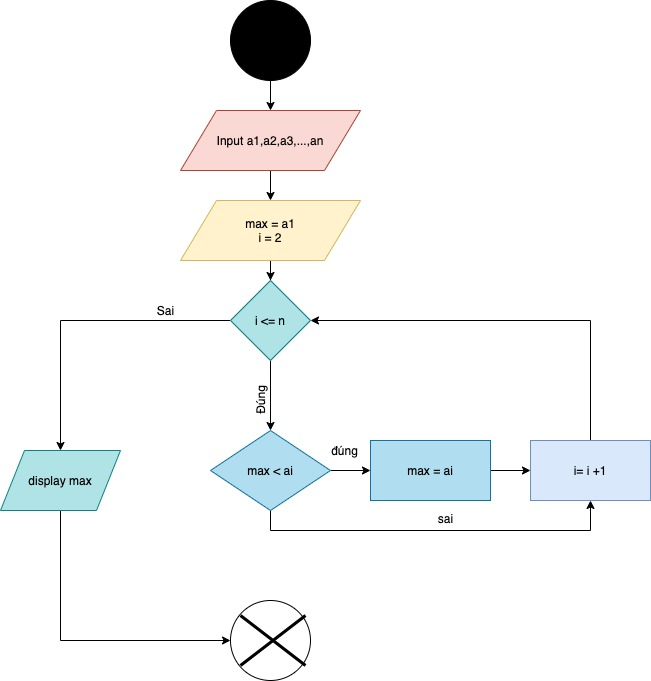 Input a1,a2,a3,...,an
max = a1
i = 2
Sai
i <= n
Đúng
max < ai
đúng
max = ai
i= i +1
display max
sai